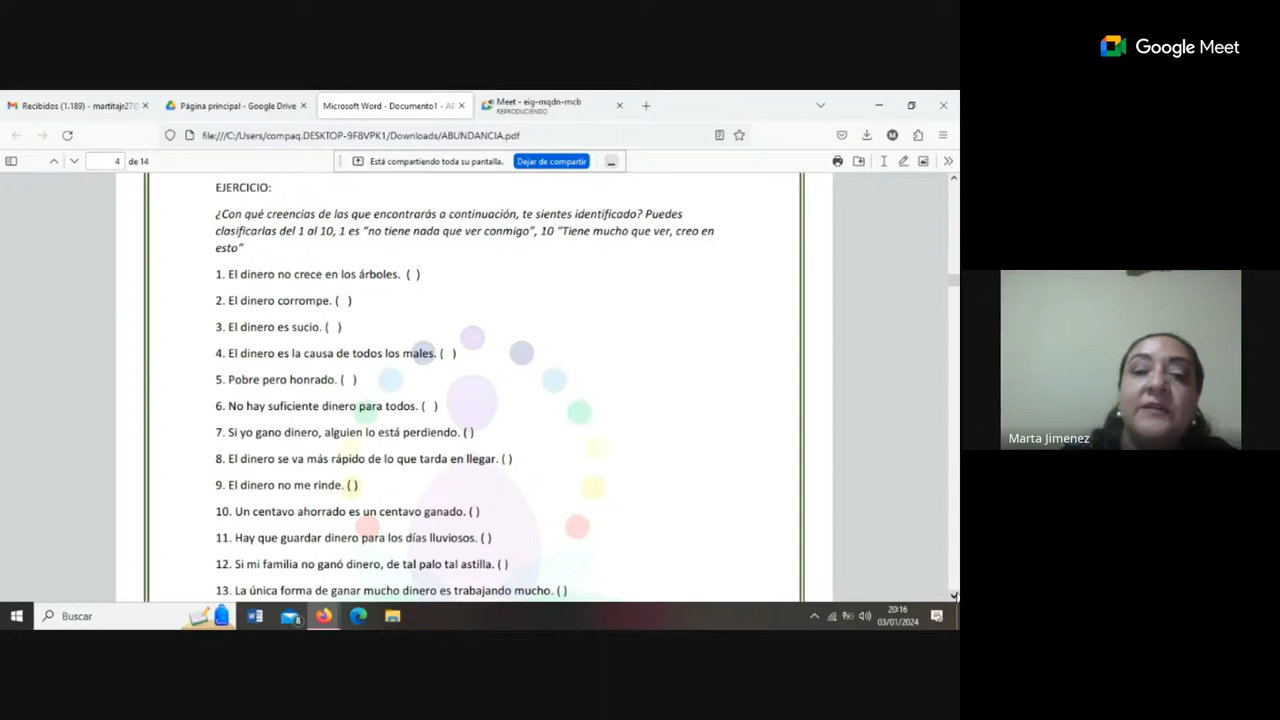 Google Meet
Recibidos (1.189) - martitajr27@
Página principal - Google Drive
Microsoft Word - Documento1 - AB
Meet - eig-mqdn-mcb
REPRODUCIENDO
file:///C:/Users/compaq.DESKTOP-9F8VPK1/Downloads/ABUNDANCIA.pdf
4 de 14
Está compartiendo toda su pantalla.
Dejar de compartir
EJERCICIO:
¿Con qué creencias de las que encontrarás a continuación, te sientes identificado? Puedes
clasificarlas del 1 al 10, 1 es “no tiene nada que ver conmigo”, 10 “Tiene mucho que ver, creo en
esto”
1. El dinero no crece en los árboles. ( )
2. El dinero corrompe. ( )
3. El dinero es sucio. ( )
4. El dinero es la causa de todos los males. ( )
5. Pobre pero honrado. ( )
6. No hay suficiente dinero para todos. ( )
7. Si yo gano dinero, alguien lo está perdiendo. ( )
8. El dinero se va más rápido de lo que tarda en llegar. ( )
9. El dinero no me rinde. ( )
10. Un centavo ahorrado es un centavo ganado. ( )
11. Hay que guardar dinero para los días lluviosos. ( )
12. Si mi familia no ganó dinero, de tal palo tal astilla. ( )
13. La única forma de ganar mucho dinero es trabajando mucho. ( )
Marta Jimenez
Buscar
8
20:16
03/01/2024